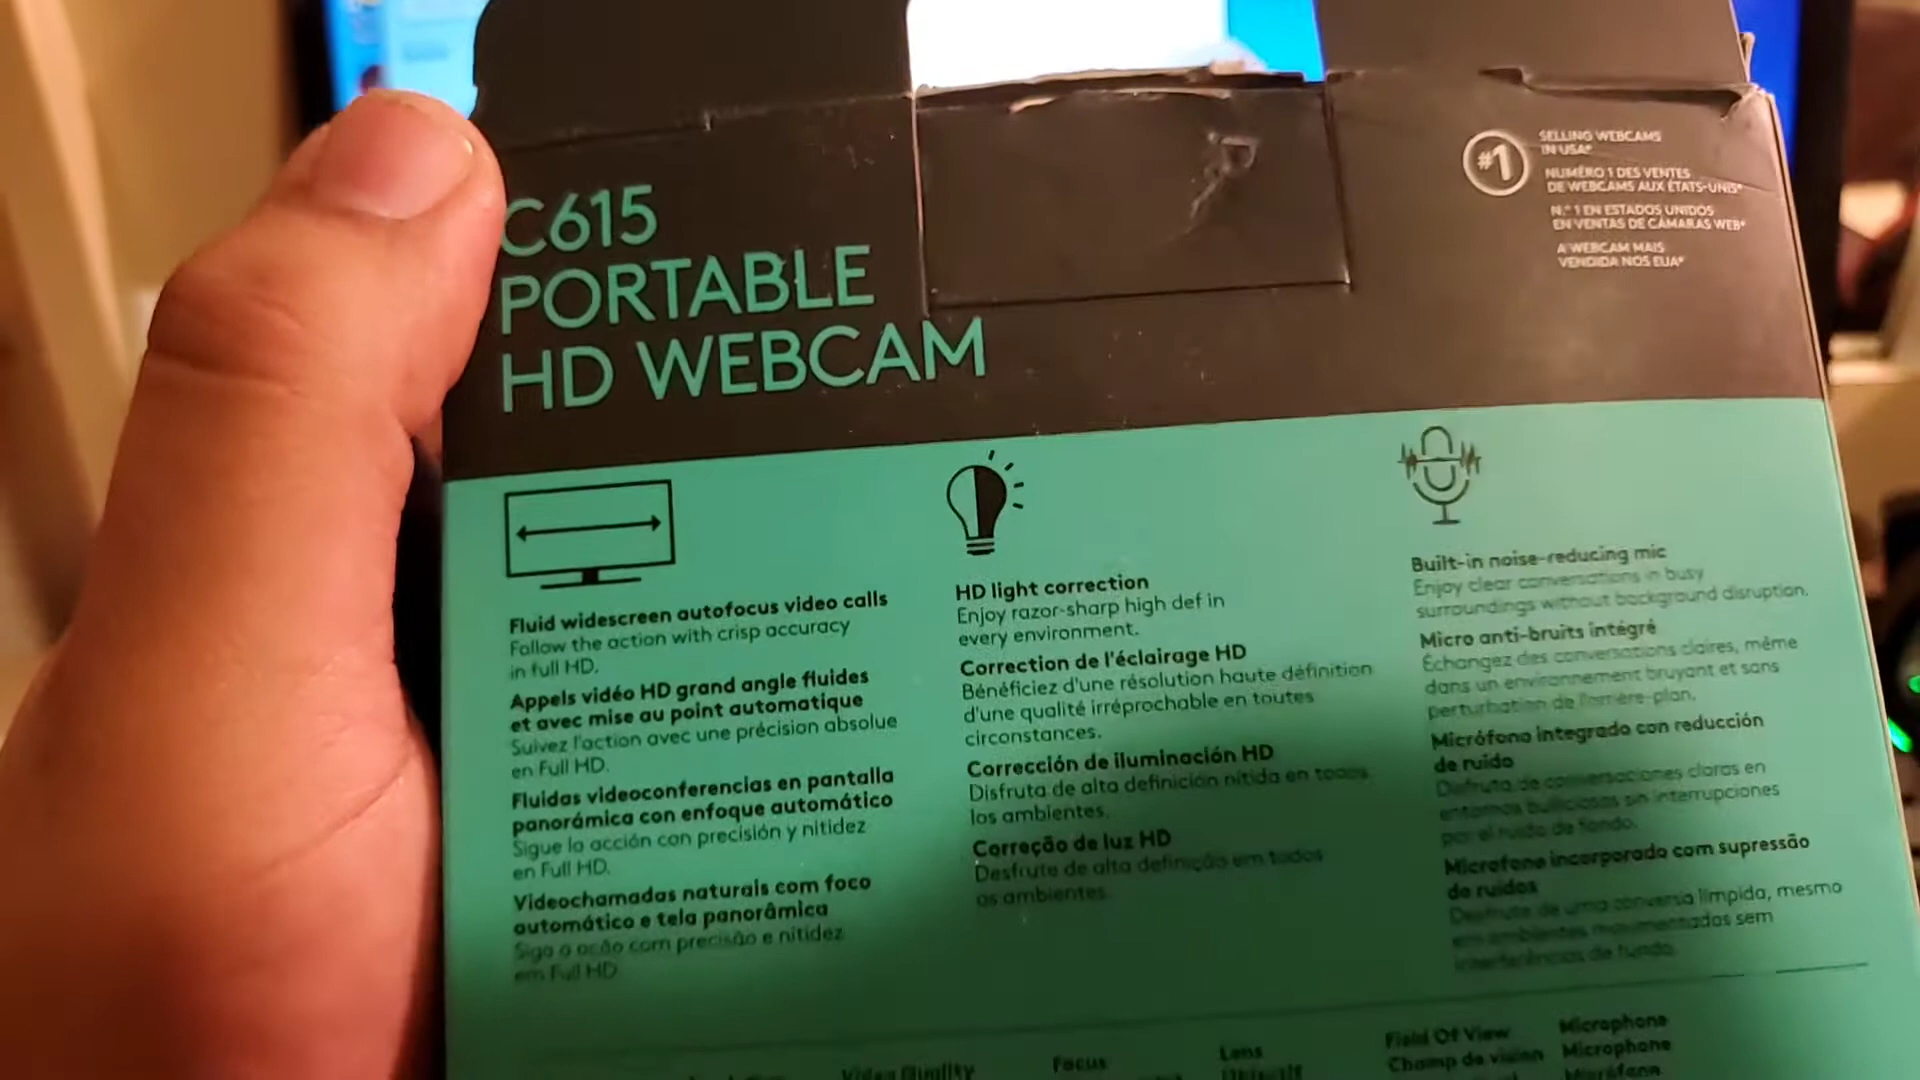 C615
PORTABLE
HD WEBCAM
#1
SELLING WEBCAMS
IN USA*
NUMÉRO 1 DES VENTES
DE WEBCAMS AUX ÉTATS-UNIS*
N.° 1 EN ESTADOS UNIDOS
EN VENTAS DE CÁMARAS WEB*
A WEBCAM MAIS
VENDIDA NOS EUA*
Fluid widescreen autofocus video calls
Follow the action with crisp accuracy
in full HD.
Appels vidéo HD grand angle fluides
et avec mise au point automatique
Suivez l'action avec une précision absolue
en Full HD.
Fluidas videoconferencias en pantalla
panorámica con enfoque automático
Sigue la acción con precisión y nitidez
en Full HD.
Videochamadas naturais com foco
automático e tela panorâmica
Siga a ação com precisão e nitidez
em Full HD
HD light correction
Enjoy razor-sharp high def in
every environment.
Correction de l'éclairage HD
Bénéficiez d'une résolution haute définition
d'une qualité irréprochable en toutes
circonstances.
Corrección de iluminación HD
Disfruta de alta definición nítida en todos
los ambientes.
Correção de luz HD
Desfrute de alta definição em todos
os ambientes.
Built-in noise-reducing mic
Enjoy clear conversations in busy
surroundings without background disruption.
Micro anti-bruits intégré
Échangez des conversations claires, même
dans un environnement bruyant et sans
perturbation de l'arrière-plan.
Micrófono integrado con reducción
de ruido
Disfruta de conversaciones claras en
entornos bulliciosos sin interrupciones
por el ruido de fondo.
Microfone incorporado com supressão
de ruídos
Desfrute de uma conversa límpida, mesmo
em ambientes movimentados sem
interferências de fundo.
Video Quality
Focus
Lens
Objectif
Field Of View
Champ de vision
Microphone
Microphone
Micrófono